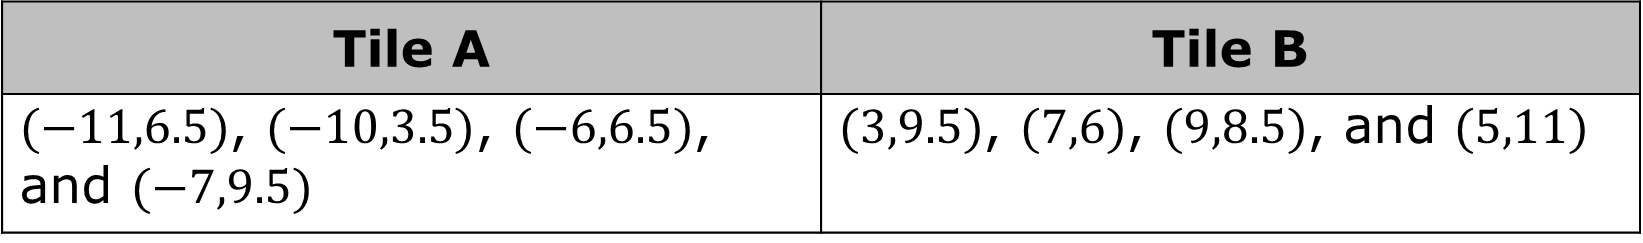 Tile A
Tile B
(−11,6.5), (−10,3.5), (−6,6.5),
and (−7,9.5)
(3,9.5), (7,6), (9,8.5), and (5,11)